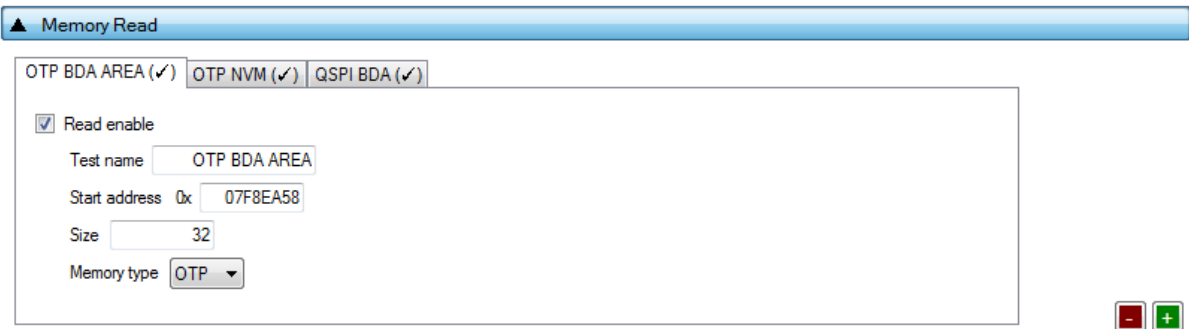 ▲ Memory Read
OTP BDA AREA (✓) OTP NVM (✓) QSPI BDA (✓)
Read enable
Test name OTP BDA AREA
Start address 0x 07F8EA58
Size 32
Memory type OTP
- +